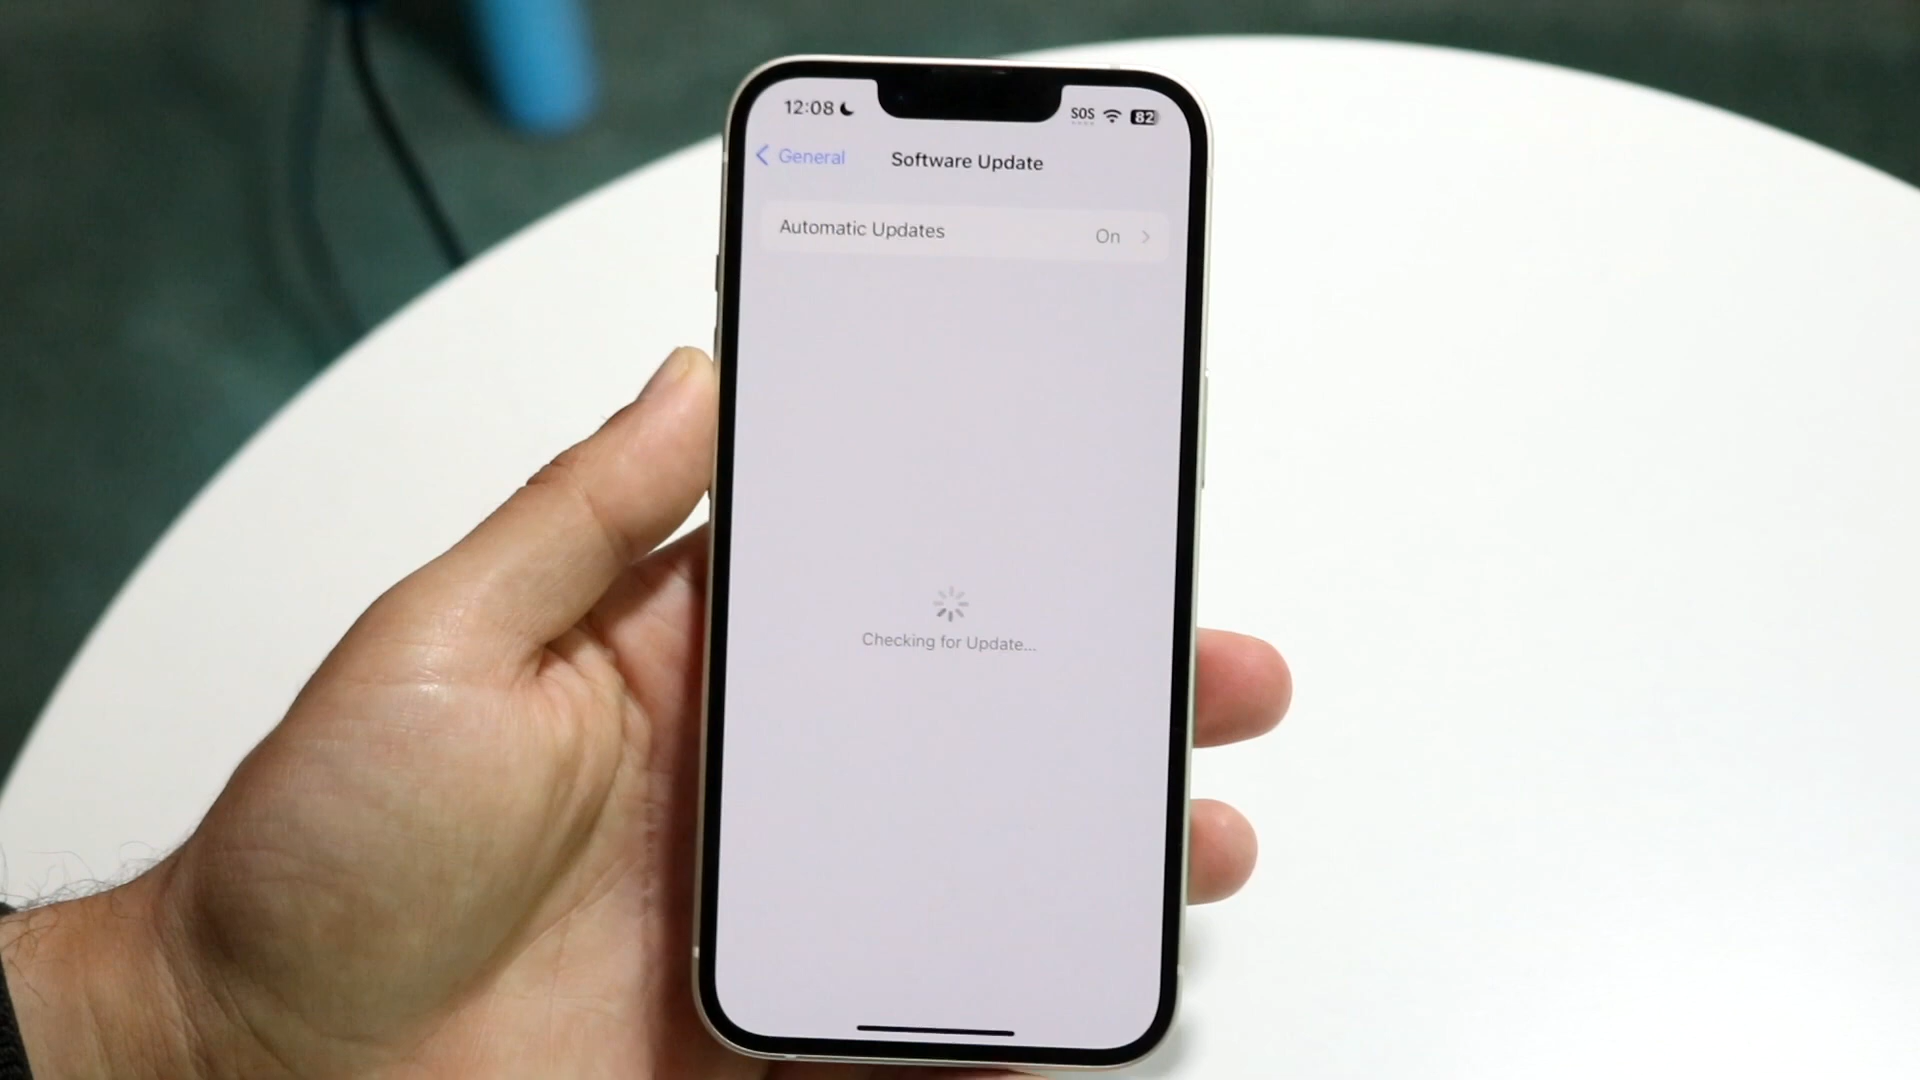 12:08 SOS 82
General Software Update
Automatic Updates On
Checking for Update...